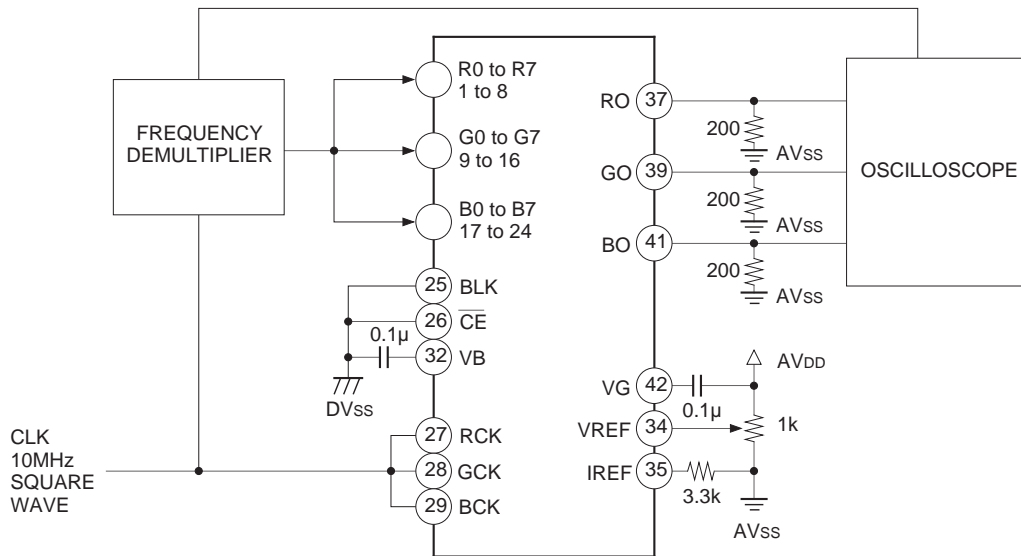 FREQUENCY
DEMULTIPLIER
R0 to R7
1 to 8
G0 to G7
9 to 16
B0 to B7
17 to 24
25 BLK
26 CE
0.1µ
32 VB
DVSS
CLK
10MHz
SQUARE
WAVE
27 RCK
28 GCK
29 BCK
RO 37
200
AVSS
GO 39
200
AVSS
BO 41
200
AVSS
OSCILLOSCOPE
AVDD
VG 42
0.1µ
1k
VREF 34
IREF 35
3.3k
AVSS